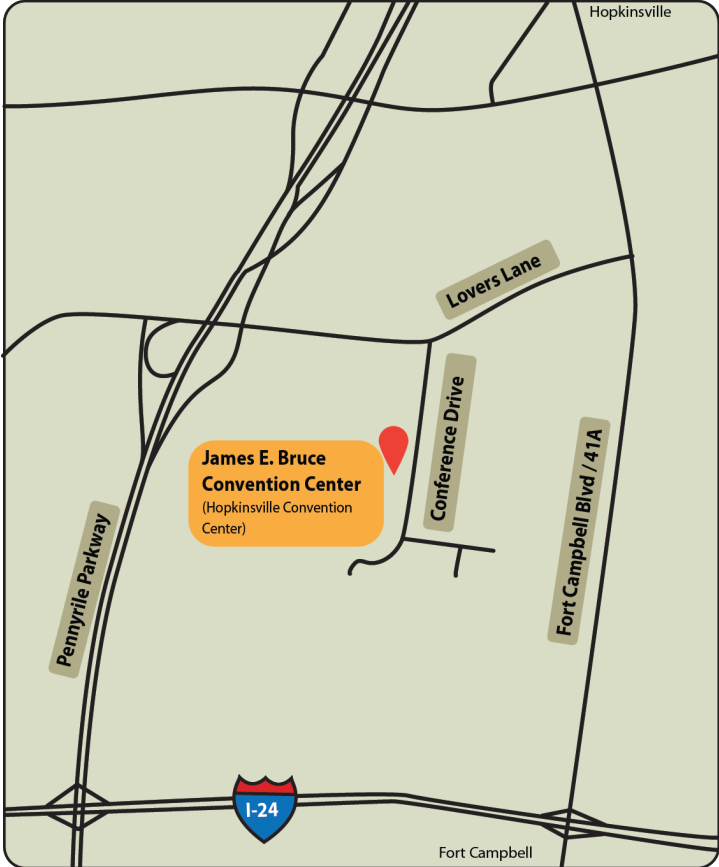 Hopkinsville
Lovers Lane
Conference Drive
James E. Bruce
Convention Center
(Hopkinsville Convention
Center)
Fort Campbell Blvd / 41A
Pennyrile Parkway
I-24
Fort Campbell